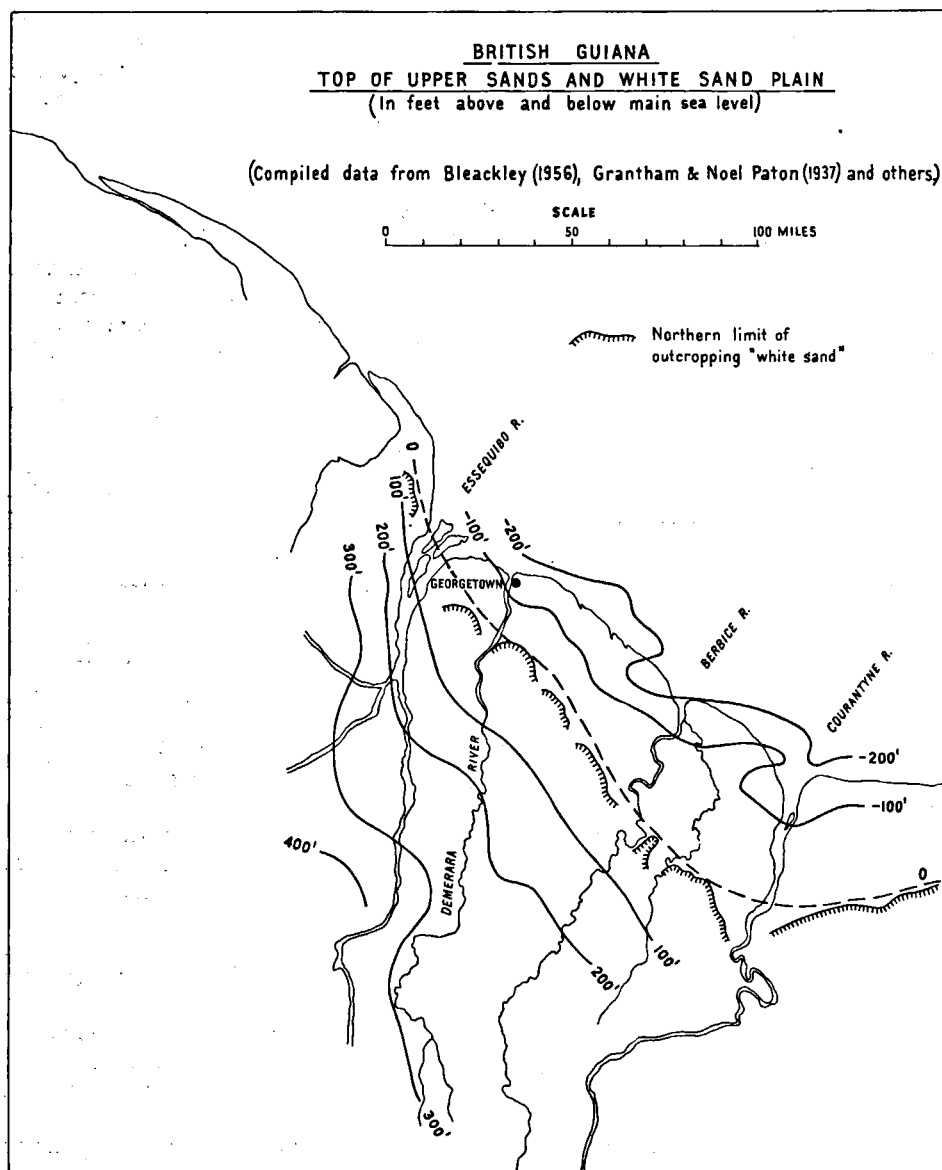 BRITISH GUIANA
TOP OF UPPER SANDS AND WHITE SAND PLAIN
(In feet above and below main sea level)
(Compiled data from Bleackley (1956), Grantham & Noel Paton (1937) and others)
SCALE
0 50 100 MILES
Northern limit of
outcropping "white sand"
ESSEQUIBO R.
0
100'
200'
300'
-100'
-200'
GEORGETOWN
BERBICE R.
COURANTYNE R.
-200'
-100'
RIVER
DEMERARA
400'
0
100'
200'
300'